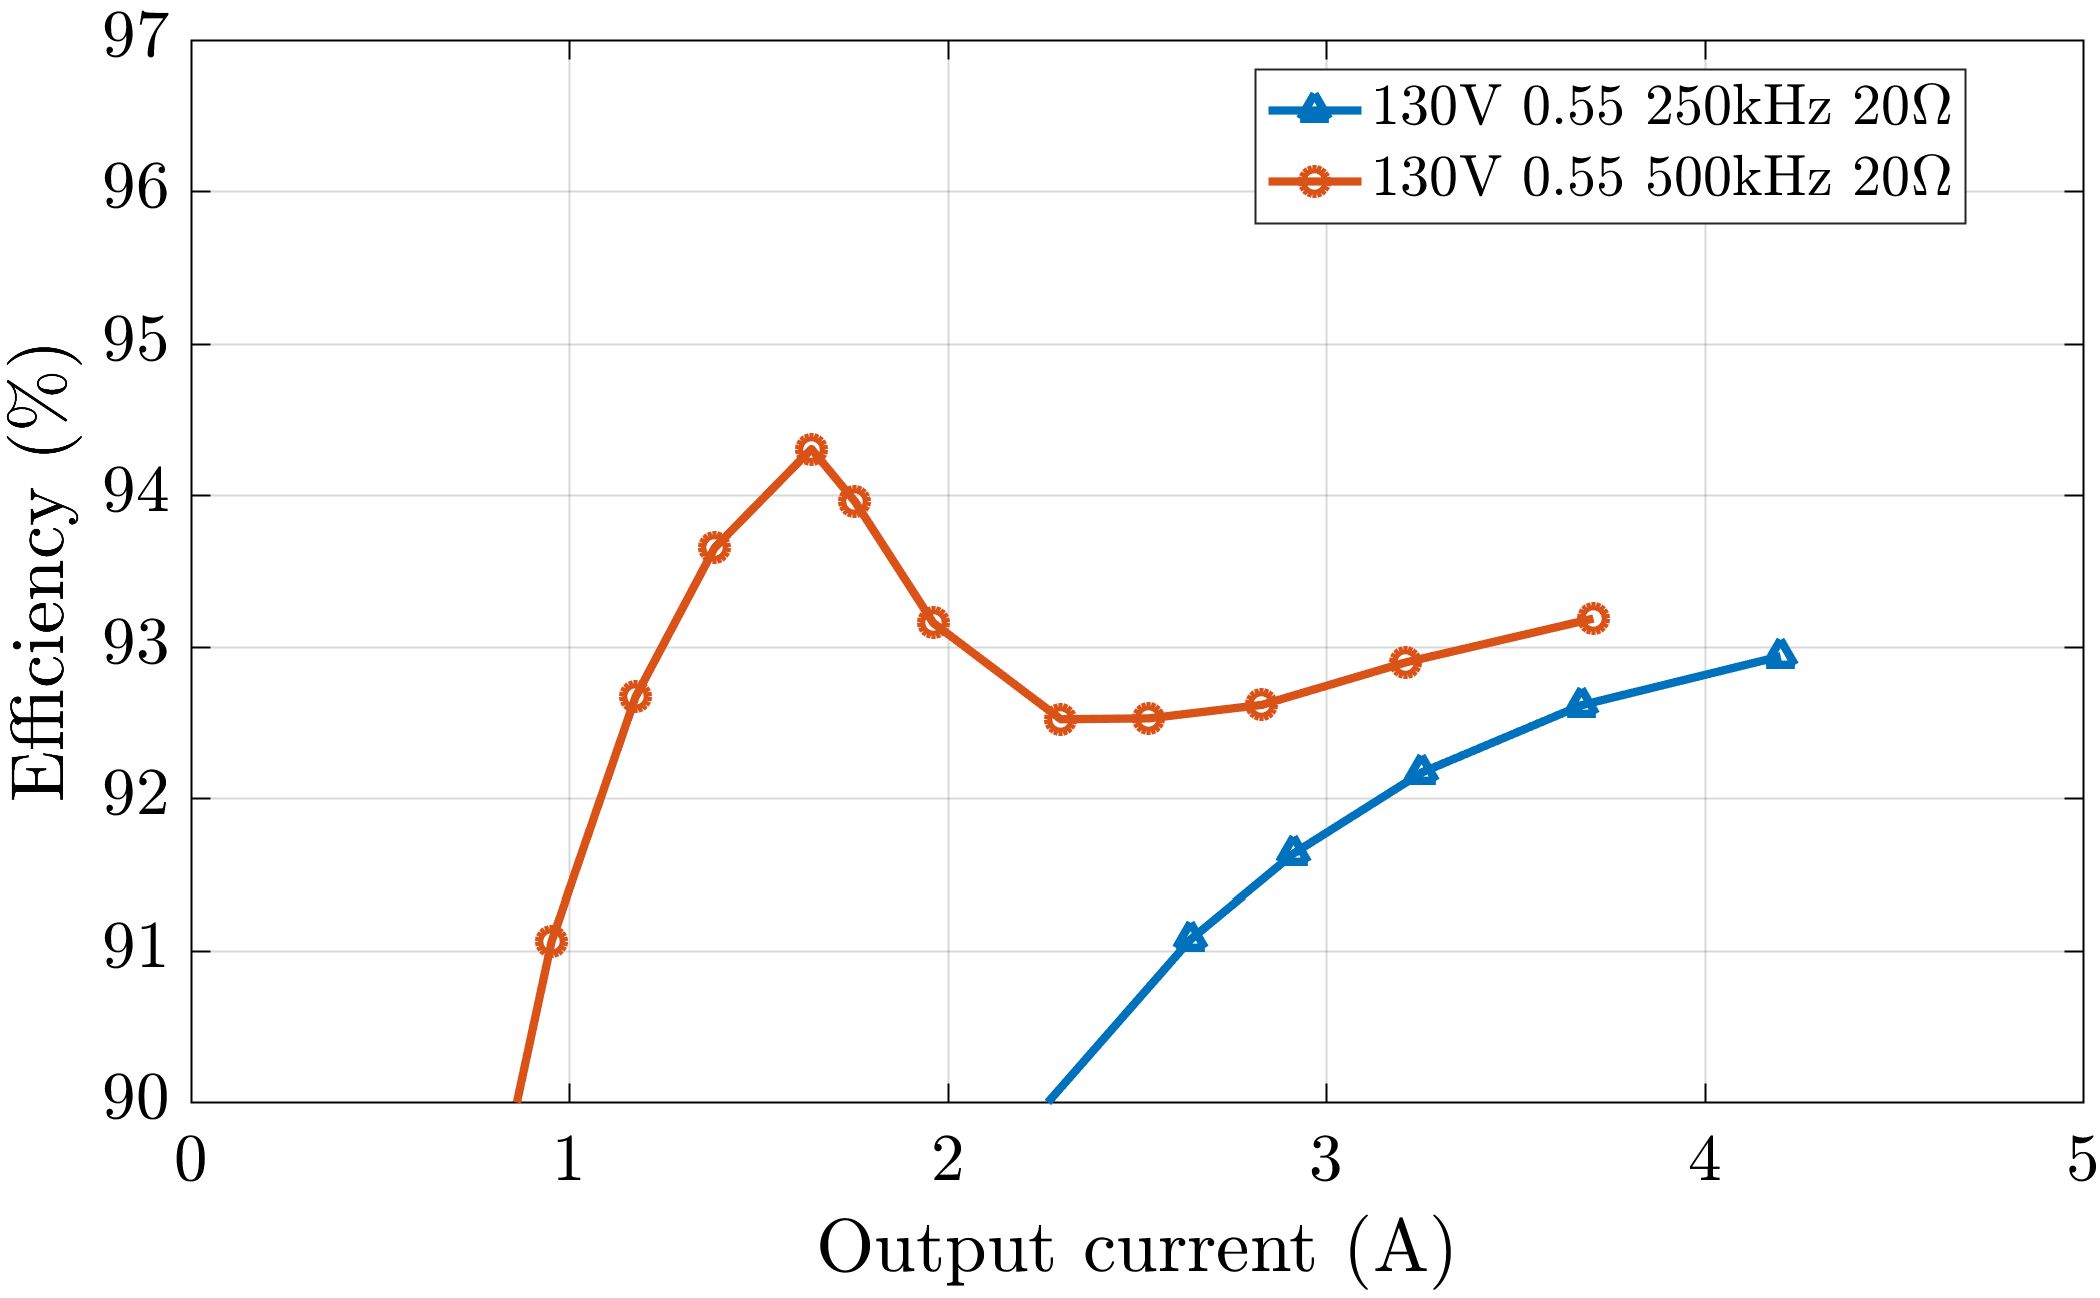 97
96
95
94
93
92
91
90
0 1 2 3 4 5
Efficiency (%)
Output current (A)
130V 0.55 250kHz 20Ω
130V 0.55 500kHz 20Ω